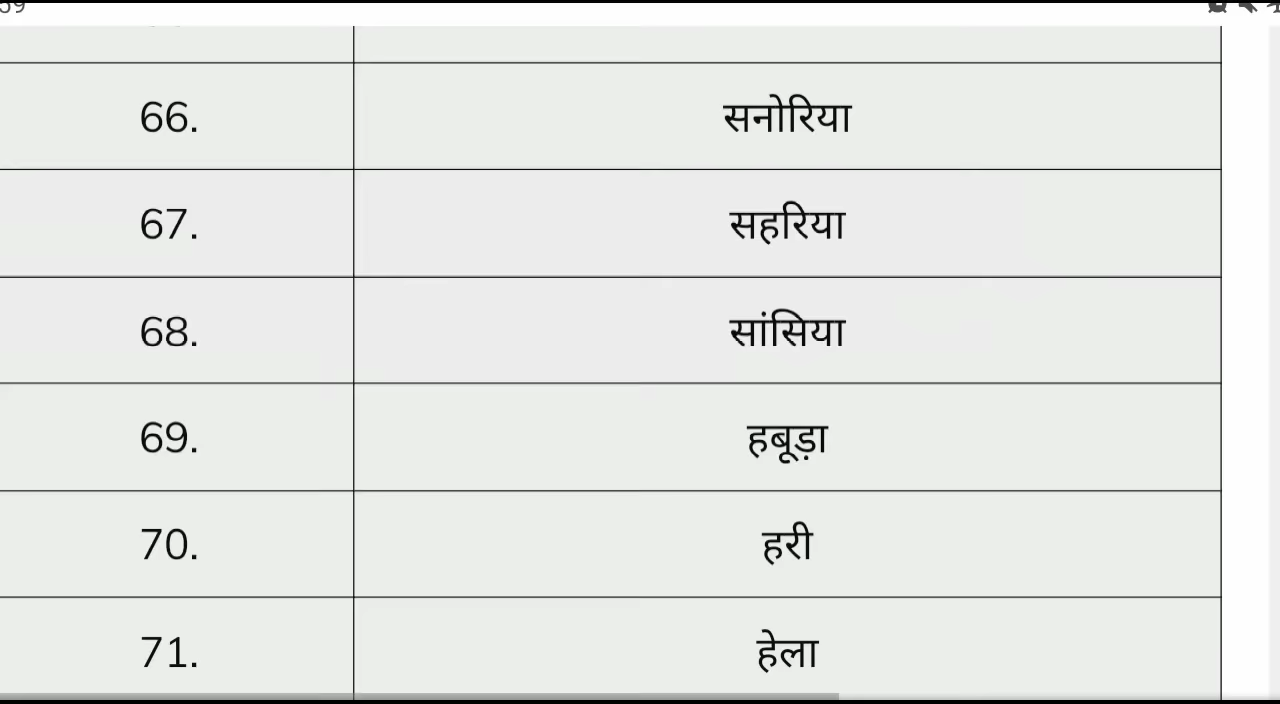 66. सनोरिया
67. सहरिया
68. सांसिया
69. हबूड़ा
70. हरी
71. हेला